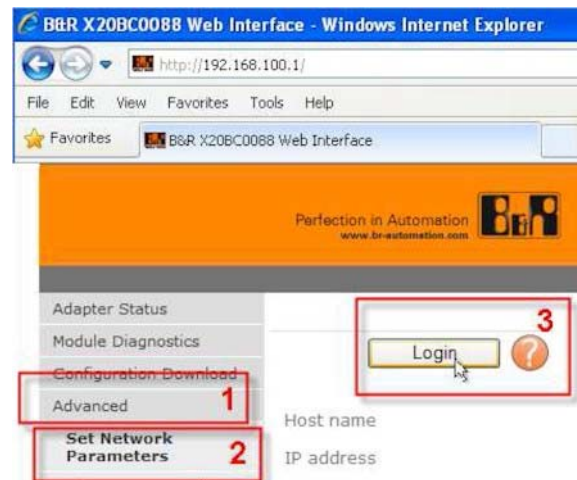 B&R X20BC0088 Web Interface - Windows Internet Explorer
http://192.168.100.1/
File Edit View Favorites Tools Help
Favorites
B&R X20BC0088 Web Interface
Perfection in Automation
www.br-automation.com
B&R
Adapter Status
Module Diagnostics
Configuration Download
Advanced
1
Set Network
Parameters
2
3
Login
?
Host name
IP address